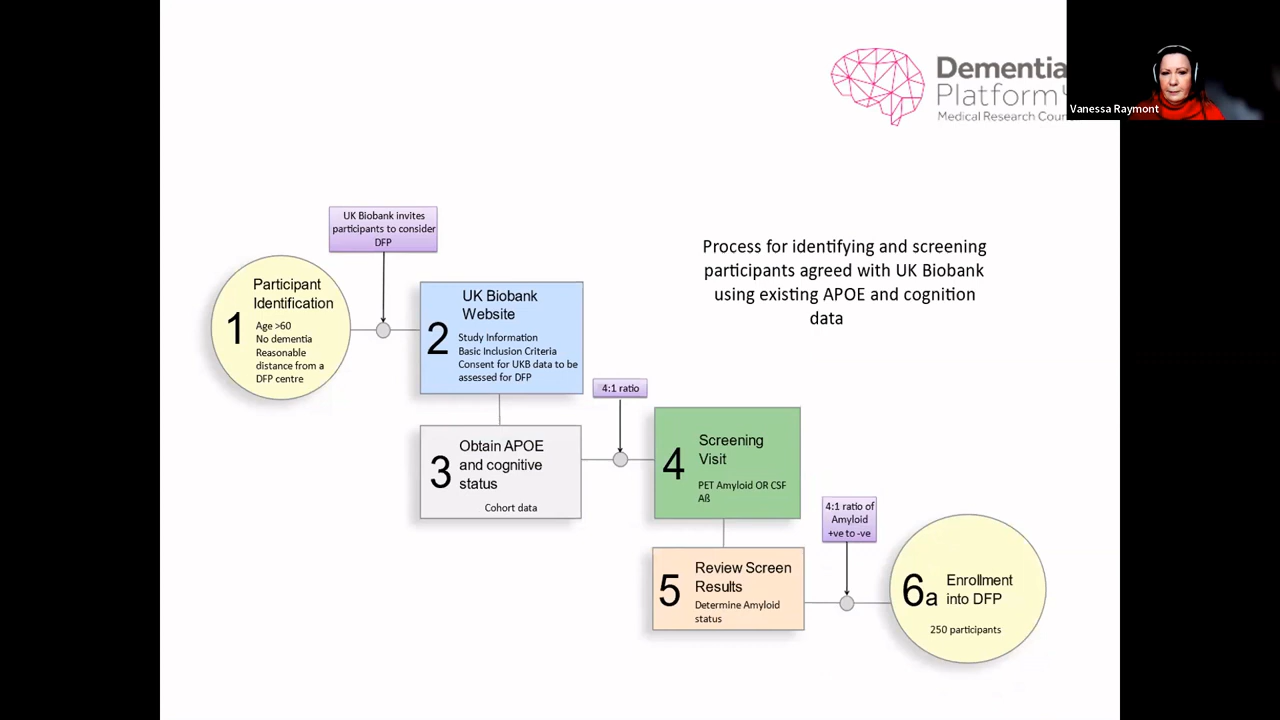 Dementia
Platform
Medical Research
Vanessa Raymont
UK Biobank invites
participants to consider
DFP
Process for identifying and screening
participants agreed with UK Biobank
using existing APOE and cognition
data
1
Participant
Identification
Age >60
No dementia
Reasonable
distance from a
DFP centre
2
UK Biobank
Website
Study Information
Basic Inclusion Criteria
Consent for UKB data to be
assessed for DFP
4:1 ratio
3
Obtain APOE
and cognitive
status
Cohort data
4
Screening
Visit
PET Amyloid OR CSF
Aß
4:1 ratio of
Amyloid
+ve to -ve
5
Review Screen
Results
Determine Amyloid
status
6a
Enrollment
into DFP
250 participants